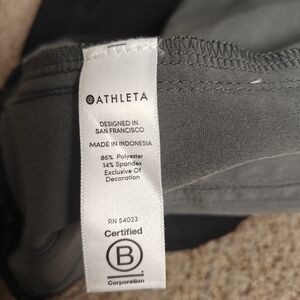 ATHLETA
DESIGNED IN
SAN FRANCISCO
MADE IN INDONESIA
86% Polyester
14% Spandex
Exclusive Of
Decoration
RN 54023
Certified
B
Corporation